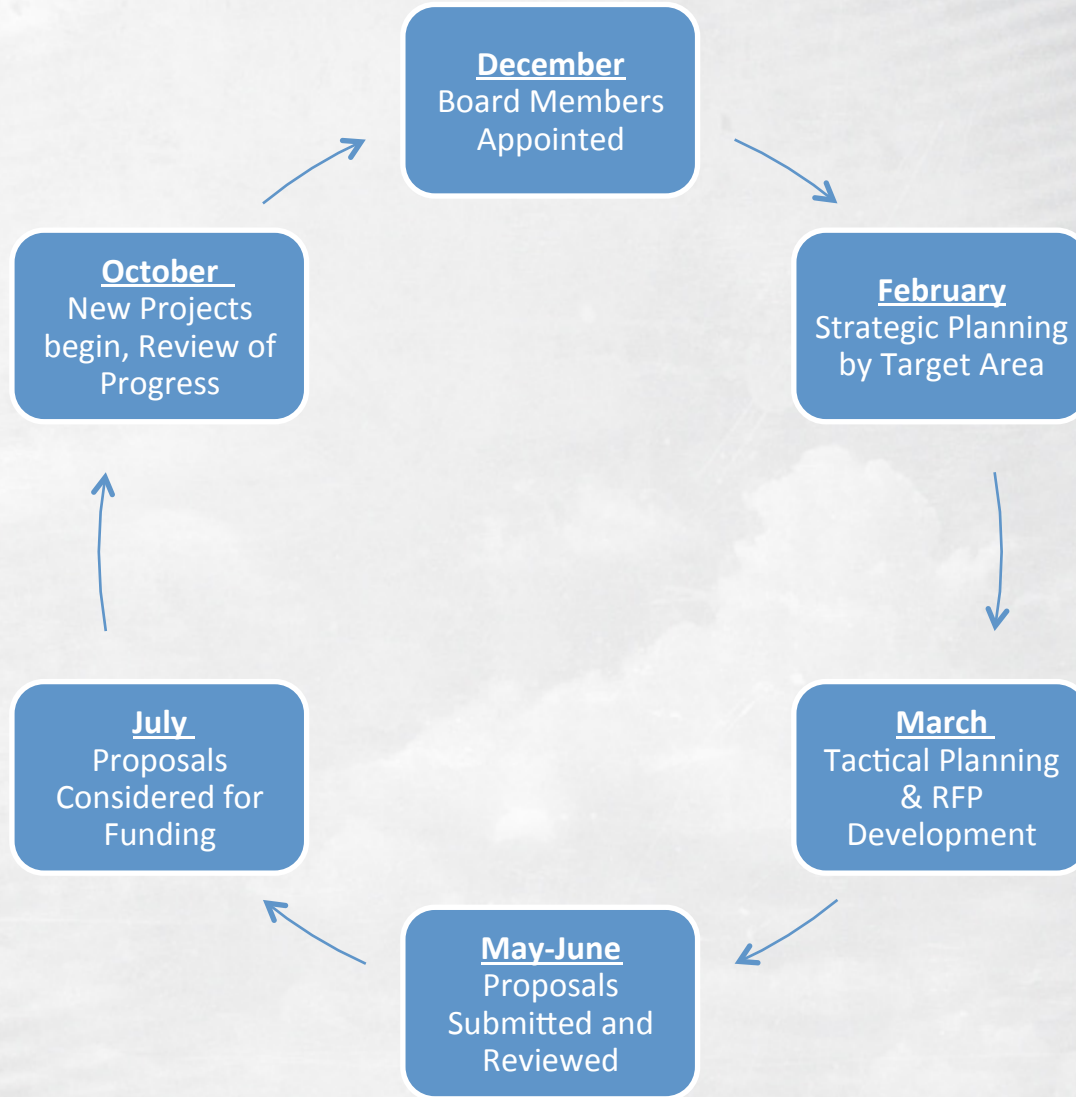 December
Board Members
Appointed
February
Strategic Planning
by Target Area
March
Tactical Planning
& RFP
Development
May-June
Proposals
Submitted and
Reviewed
July
Proposals
Considered for
Funding
October
New Projects
begin, Review of
Progress